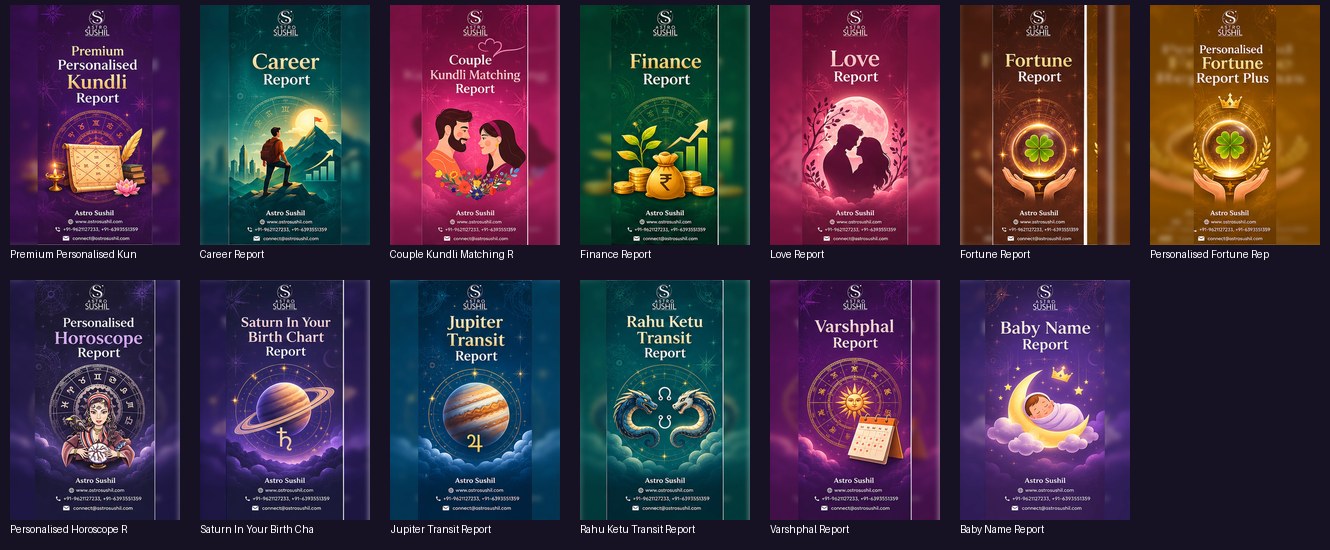 ASTRO
SUSHIL
Premium
Personalised
Kundli
Report
Astro Sushil
www.astrosushil.com
+91-9621127233, +91-6393551359
connect@astrosushil.com
Premium Personalised Kun
ASTRO
SUSHIL
Career
Report
Astro Sushil
www.astrosushil.com
+91-9621127233, +91-6393551359
connect@astrosushil.com
Career Report
ASTRO
SUSHIL
Couple
Kundli Matching
Report
Astro Sushil
www.astrosushil.com
+91-9621127233, +91-6393551359
connect@astrosushil.com
Couple Kundli Matching R
ASTRO
SUSHIL
Finance
Report
₹
Astro Sushil
www.astrosushil.com
+91-9621127233, +91-6393551359
connect@astrosushil.com
Finance Report
ASTRO
SUSHIL
Love
Report
Astro Sushil
www.astrosushil.com
+91-9621127233, +91-6393551359
connect@astrosushil.com
Love Report
ASTRO
SUSHIL
Fortune
Report
Astro Sushil
www.astrosushil.com
+91-9621127233, +91-6393551359
connect@astrosushil.com
Fortune Report
ASTRO
SUSHIL
Personalised
Fortune
Report Plus
Astro Sushil
www.astrosushil.com
+91-9621127233, +91-6393551359
connect@astrosushil.com
Personalised Fortune Rep
ASTRO
SUSHIL
Personalised
Horoscope
Report
Astro Sushil
www.astrosushil.com
+91-9621127233, +91-6393551359
connect@astrosushil.com
Personalised Horoscope R
ASTRO
SUSHIL
Saturn In Your
Birth Chart
Report
Astro Sushil
www.astrosushil.com
+91-9621127233, +91-6393551359
connect@astrosushil.com
Saturn In Your Birth Cha
ASTRO
SUSHIL
Jupiter
Transit
Report
Astro Sushil
www.astrosushil.com
+91-9621127233, +91-6393551359
connect@astrosushil.com
Jupiter Transit Report
ASTRO
SUSHIL
Rahu Ketu
Transit
Report
Astro Sushil
www.astrosushil.com
+91-9621127233, +91-6393551359
connect@astrosushil.com
Rahu Ketu Transit Report
ASTRO
SUSHIL
Varshphal
Report
Astro Sushil
www.astrosushil.com
+91-9621127233, +91-6393551359
connect@astrosushil.com
Varshphal Report
ASTRO
SUSHIL
Baby Name
Report
Astro Sushil
www.astrosushil.com
+91-9621127233, +91-6393551359
connect@astrosushil.com
Baby Name Report